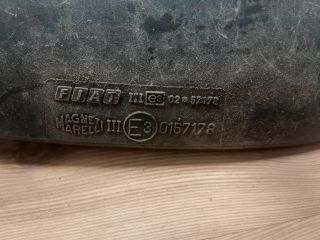 FIAT III e3 02*57178
MAGNETI
MARELLI III E3 0157178